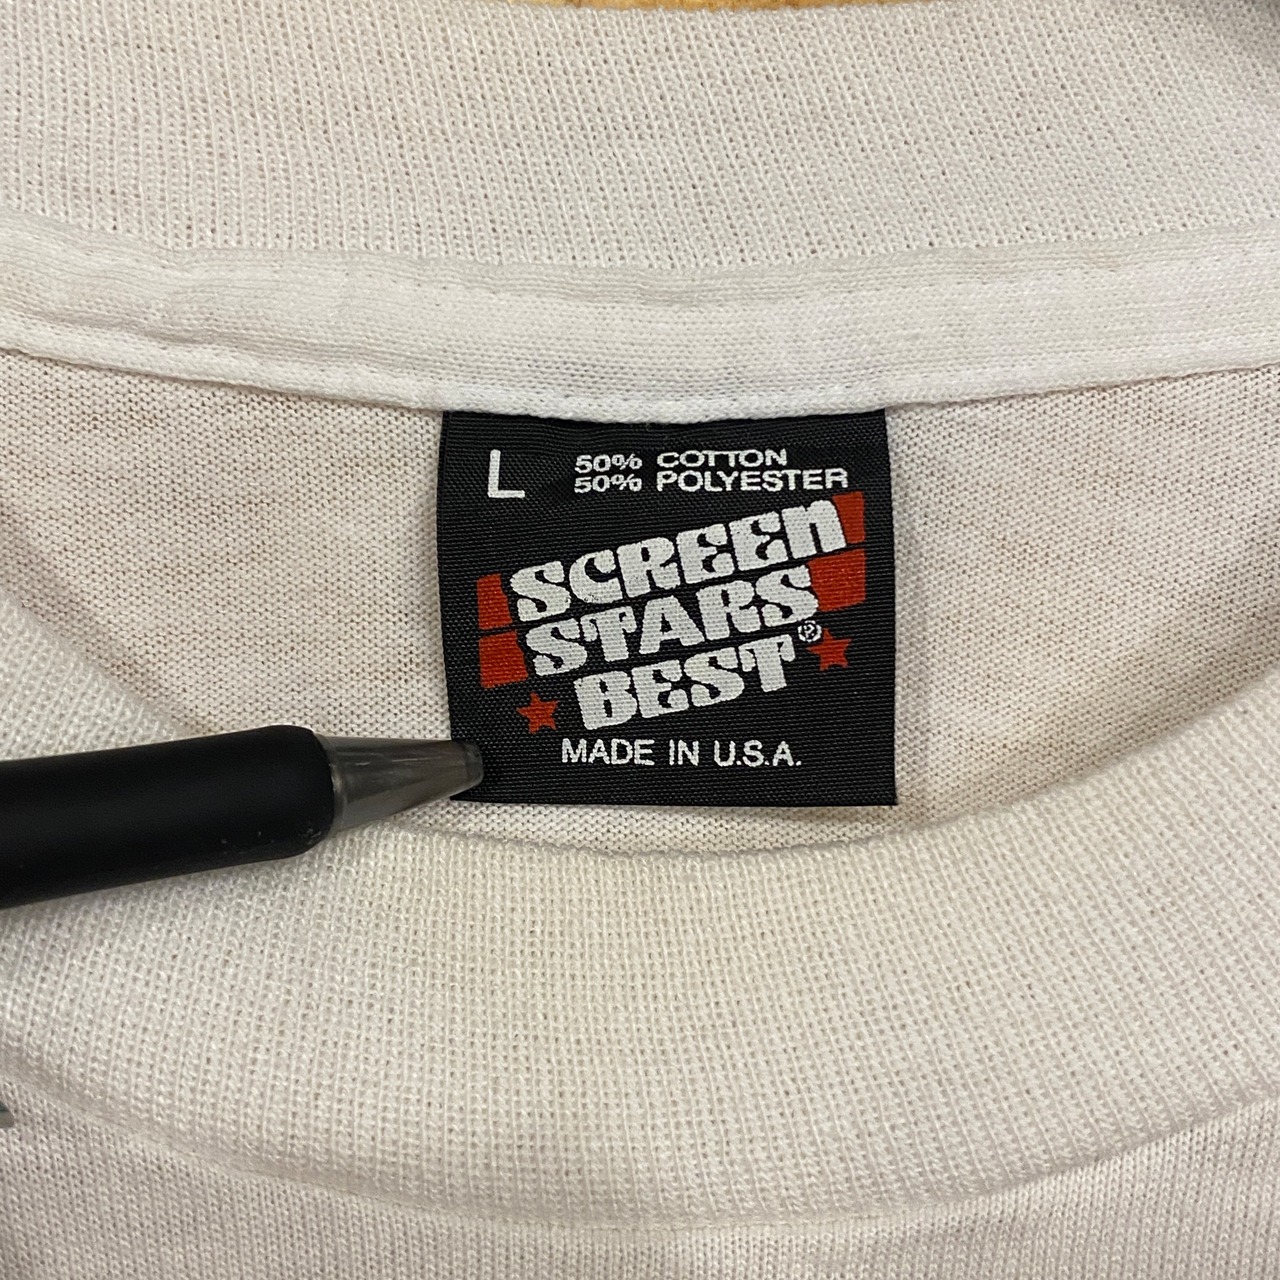 L
50% COTTON
50% POLYESTER
SCREEn
STARS
BEST®
MADE IN U.S.A.